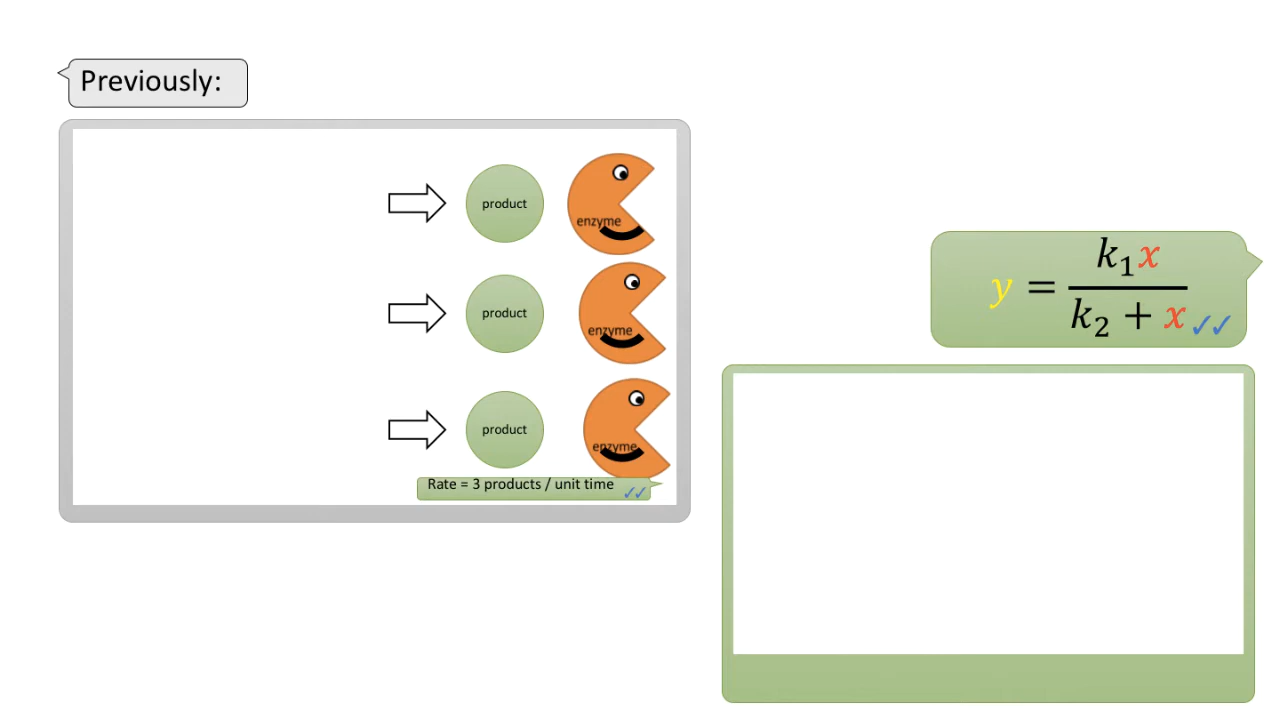 Previously:
product
enzyme
product
enzyme
product
enzyme
Rate = 3 products / unit time ✓✓
y = k₁x / k₂ + x ✓✓